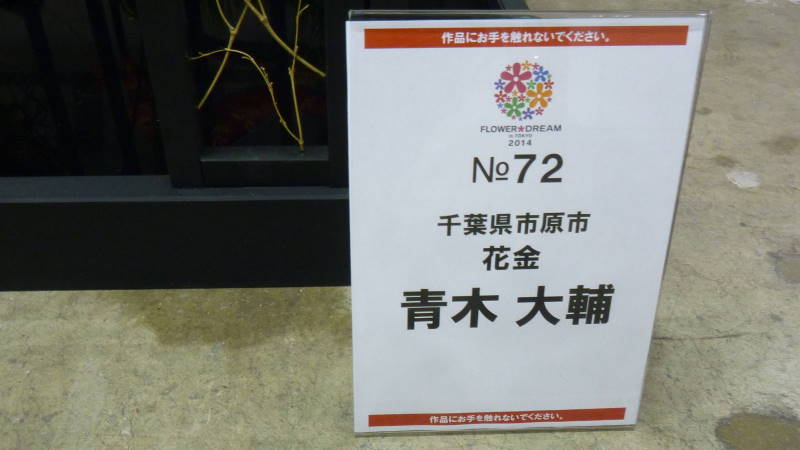 作品にお手を触れないでください。
FLOWER★DREAM
in TOKYO
2014
№72
千葉県市原市
花金
青木 大輔
作品にお手を触れないでください。